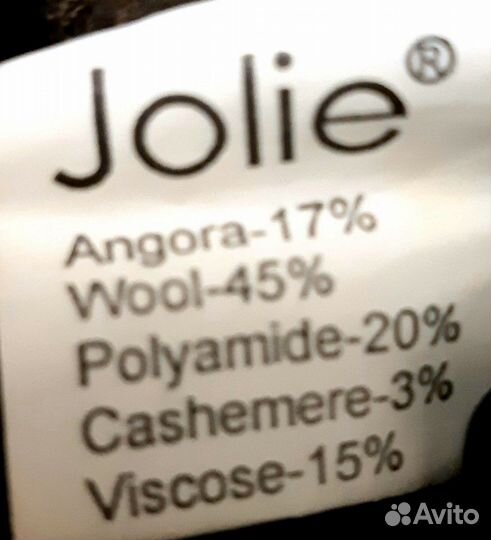 Jolie®
Angora-17%
Wool-45%
Polyamide-20%
Cashemere-3%
Viscose-15%
Avito